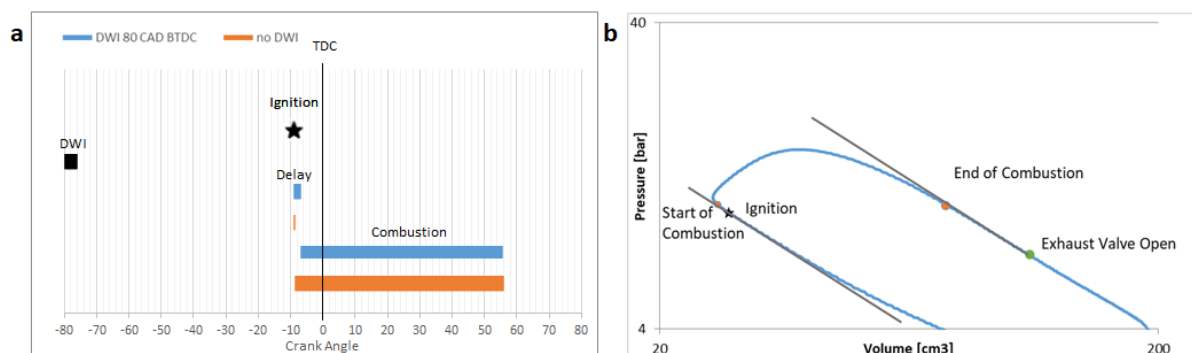 a
DWI 80 CAD BTDC
no DWI
TDC
Ignition
DWI
Delay
Combustion
-80 -70 -60 -50 -40 -30 -20 -10 0 10 20 30 40 50 60 70 80
Crank Angle
b
40
Pressure [bar]
End of Combustion
Start of
Combustion
Ignition
Exhaust Valve Open
4
20
200
Volume [cm3]